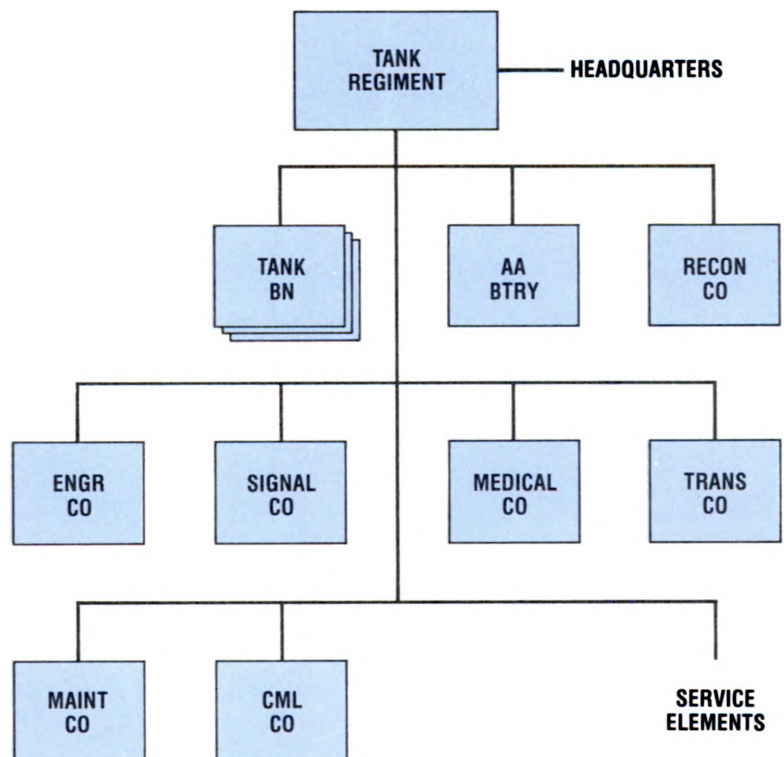 TANK
REGIMENT
HEADQUARTERS
TANK
BN
AA
BTRY
RECON
CO
ENGR
CO
SIGNAL
CO
MEDICAL
CO
TRANS
CO
MAINT
CO
CML
CO
SERVICE
ELEMENTS